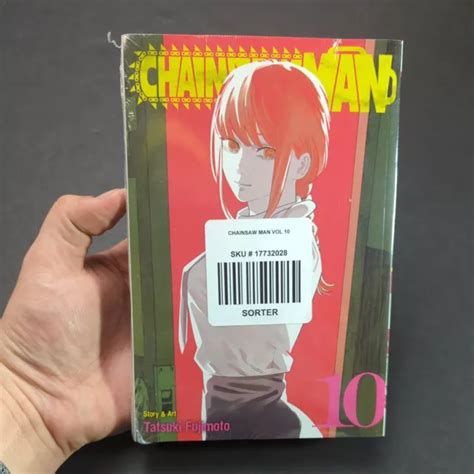 CHAINSAW MAN
CHAINSAW MAN VOL 10
SKU # 17732028
SORTER
Story & Art
Tatsuki Fujimoto
10